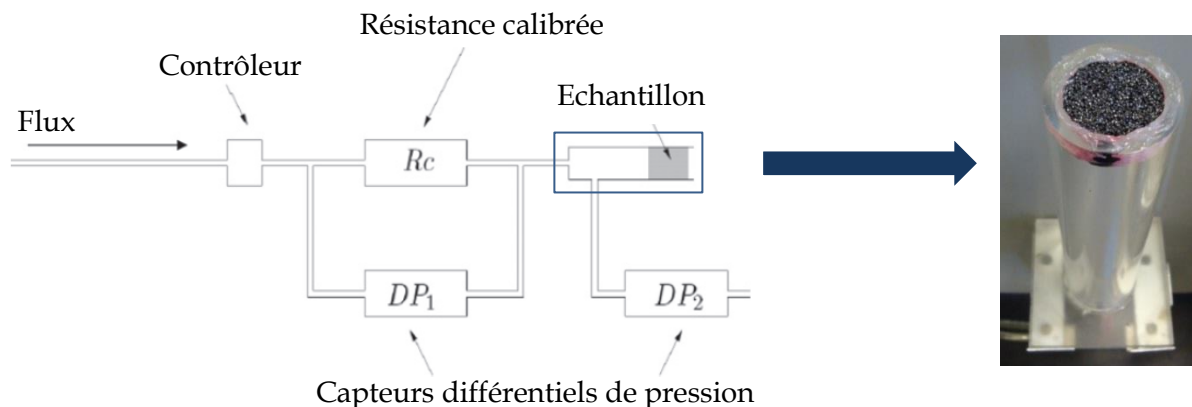 Résistance calibrée
Contrôleur
Echantillon
Flux
Rc
DP₁
DP₂
Capteurs différentiels de pression